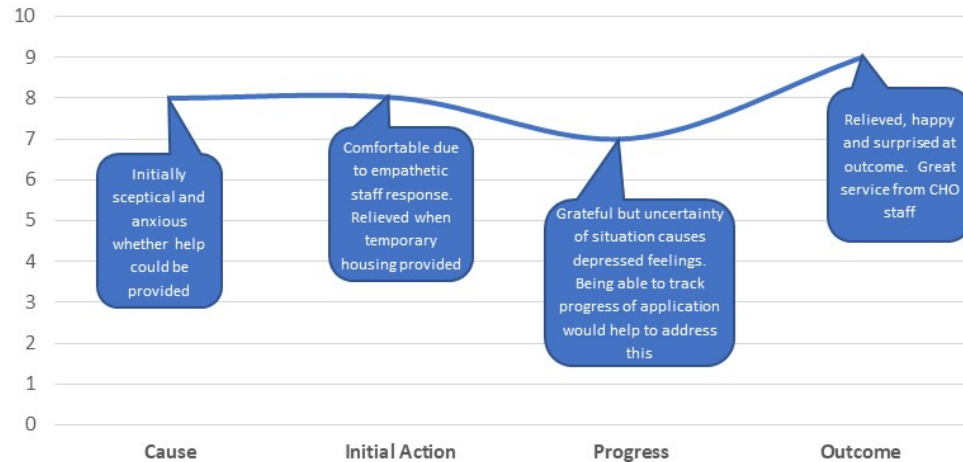 10
9
8
7
6
5
4
3
2
1
0
Initially
sceptical and
anxious
whether help
could be
provided
Comfortable due
to empathetic
staff response.
Relieved when
temporary
housing provided
Grateful but uncertainty
of situation causes
depressed feelings.
Being able to track
progress of application
would help to address
this
Relieved, happy
and surprised at
outcome. Great
service from CHO
staff
Cause
Initial Action
Progress
Outcome